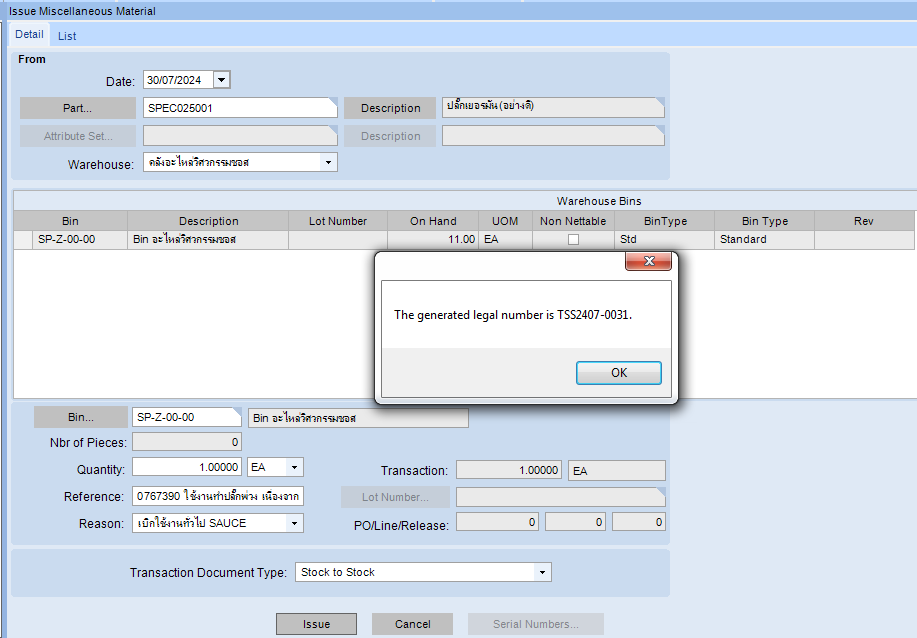 Issue Miscellaneous Material
Detail List
From
Date: 30/07/2024
Part... SPEC025001 Description ปลั๊กเยอรมัน (อย่างดี)
Attribute Set... Description
Warehouse: คลังอะไหล่วิศวกรรมซอส
Warehouse Bins
Bin Description Lot Number On Hand UOM Non Nettable BinType Bin Type Rev
SP-Z-00-00 Bin อะไหล่วิศวกรรมซอส 11.00 EA Std Standard
The generated legal number is TSS2407-0031.
OK
Bin... SP-Z-00-00 Bin อะไหล่วิศวกรรมซอส
Nbr of Pieces: 0
Quantity: 1.00000 EA Transaction: 1.00000 EA
Reference: 0767390 ใช้งานทำปลั๊กพ่วง เนื่องจาก Lot Number...
Reason: เบิกใช้งานทั่วไป SAUCE PO/Line/Release: 0 0 0
Transaction Document Type: Stock to Stock
Issue Cancel Serial Numbers...